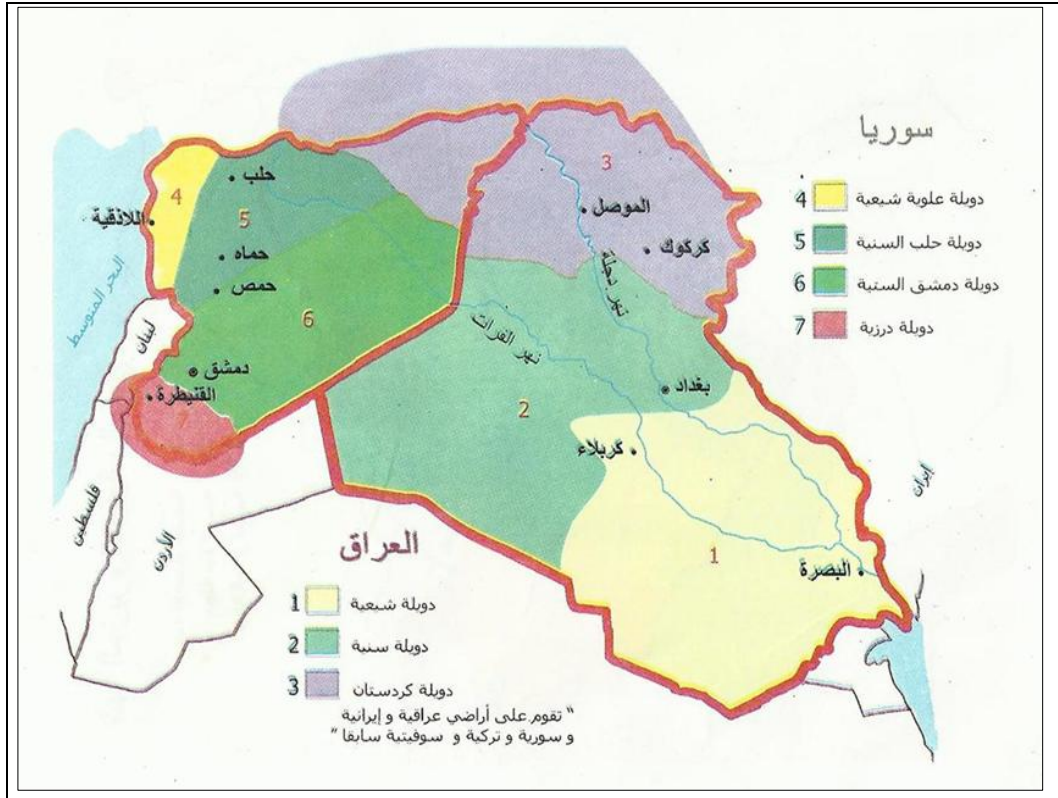 سوريا
4 دويلة علوية شيعية
5 دويلة حلب السنية
6 دويلة دمشق السنية
7 دويلة درزية
3
الموصل
كركوك
نهر دجلة
حلب
4
اللاذقية
5
حماه
حمص
البحر المتوسط
6
لبنان
نهر الفرات
دمشق
القنيطرة
7
بغداد
2
كربلاء
إيران
فلسطين
الأردن
1
البصرة
العراق
1 دويلة شيعية
2 دويلة سنية
3 دويلة كردستان
" تقوم على أراضي عراقية و إيرانية
و سورية و تركية و سوفيتية سابقا "